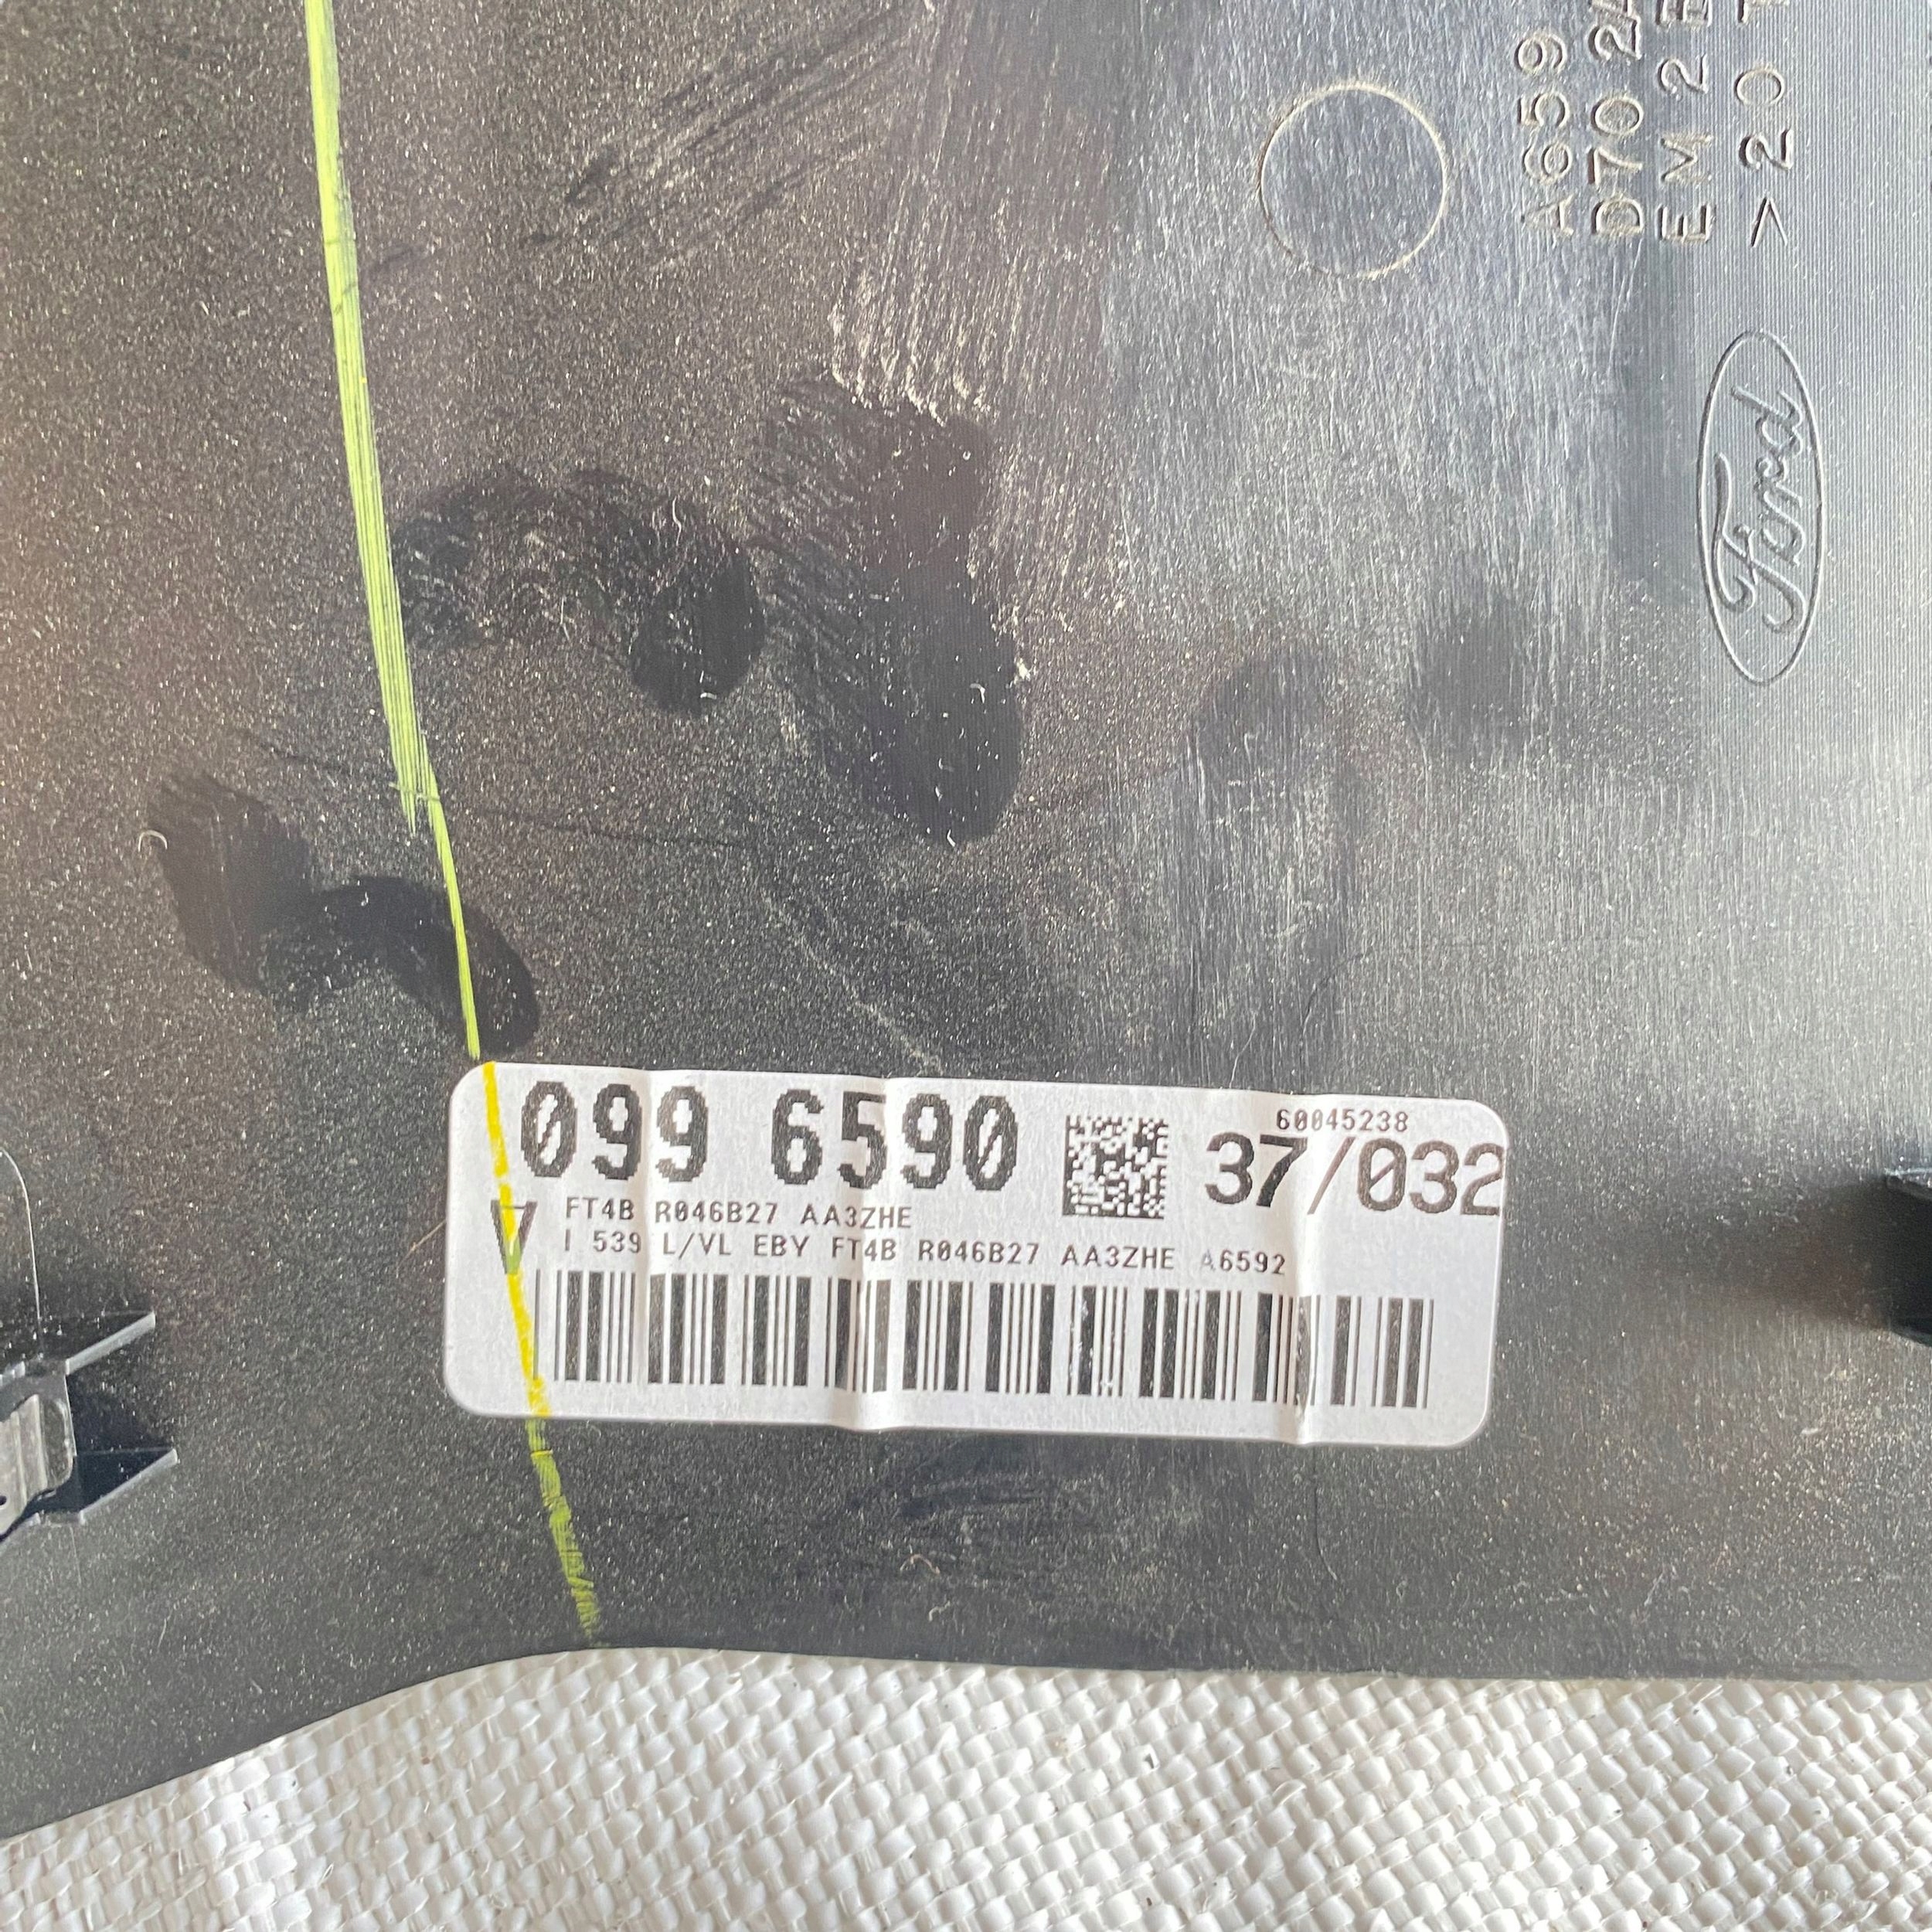 A659
D70 2A
EM 2 E
>20 T
Ford
099 6590
60045238
37/032
V
FT4B R046B27 AA3ZHE
I 539 L/VL EBY FT4B R046B27 AA3ZHE A6592